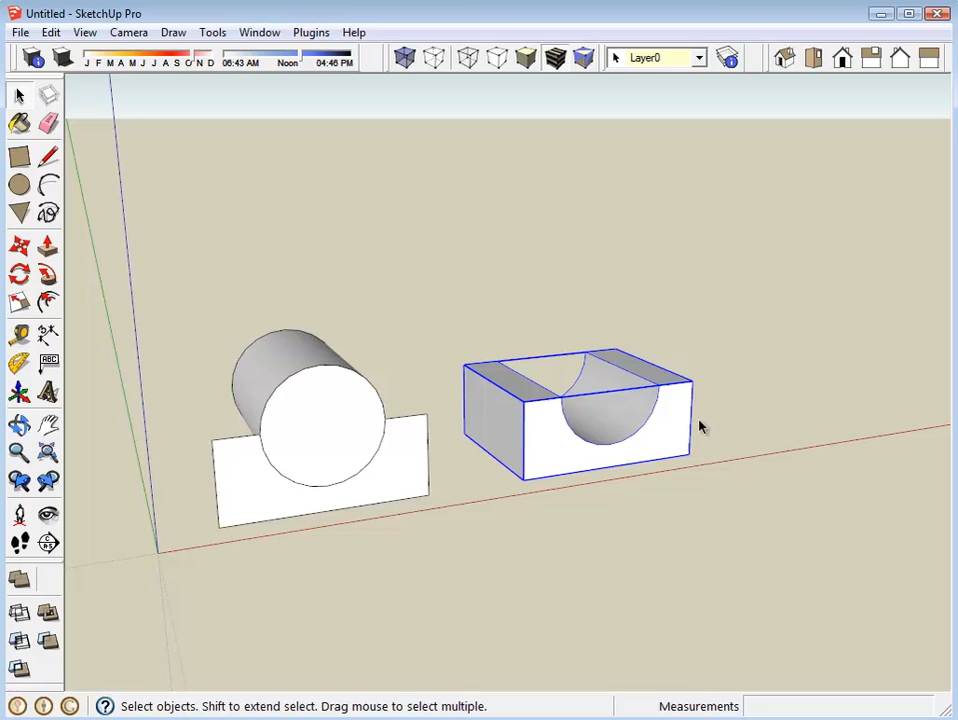 Untitled - SketchUp Pro
File Edit View Camera Draw Tools Window Plugins Help
J F M A M J J A S O N D 06:43 AM Noon 04:46 PM Layer0
ABC
A
Select objects. Shift to extend select. Drag mouse to select multiple. Measurements